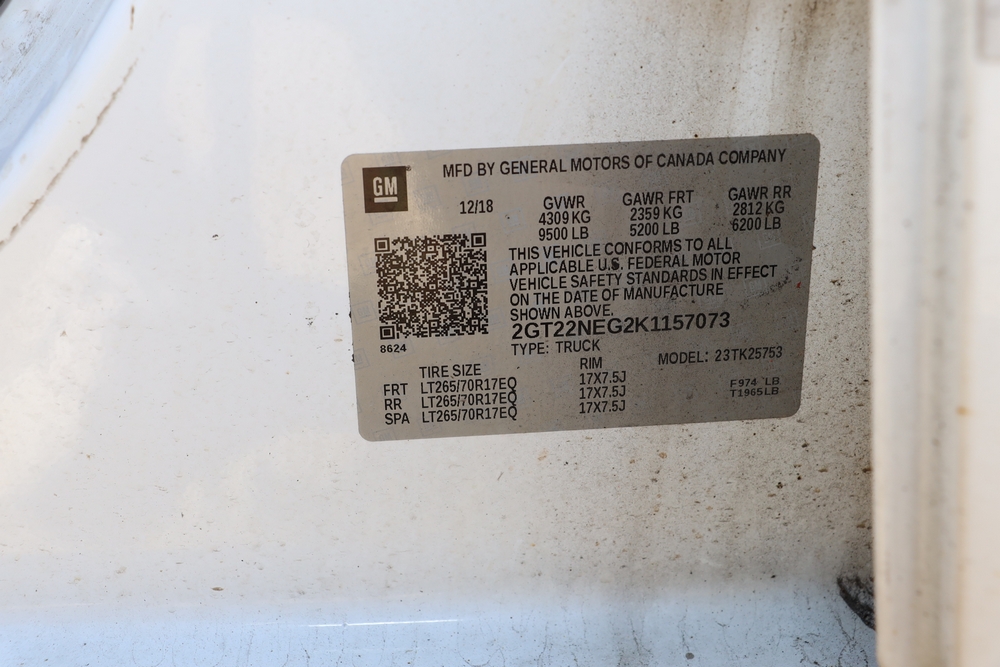 GM
MFD BY GENERAL MOTORS OF CANADA COMPANY
12/18
GVWR GAWR FRT GAWR RR
4309 KG 2359 KG 2812 KG
9500 LB 5200 LB 6200 LB
THIS VEHICLE CONFORMS TO ALL
APPLICABLE U.S. FEDERAL MOTOR
VEHICLE SAFETY STANDARDS IN EFFECT
ON THE DATE OF MANUFACTURE
SHOWN ABOVE.
2GT22NEG2K1157073
8624
TYPE: TRUCK MODEL: 23TK25753
TIRE SIZE RIM
FRT LT265/70R17EQ 17X7.5J
RR LT265/70R17EQ 17X7.5J
SPA LT265/70R17EQ 17X7.5J
F974 LB
T1965LB